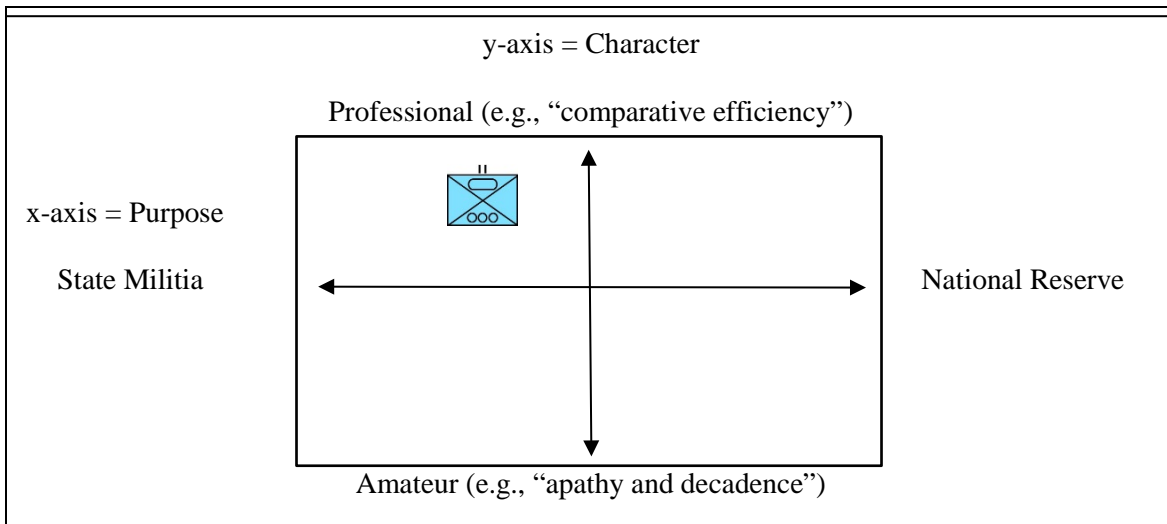 y-axis = Character
Professional (e.g., “comparative efficiency”)
x-axis = Purpose
State Militia
National Reserve
Amateur (e.g., “apathy and decadence”)